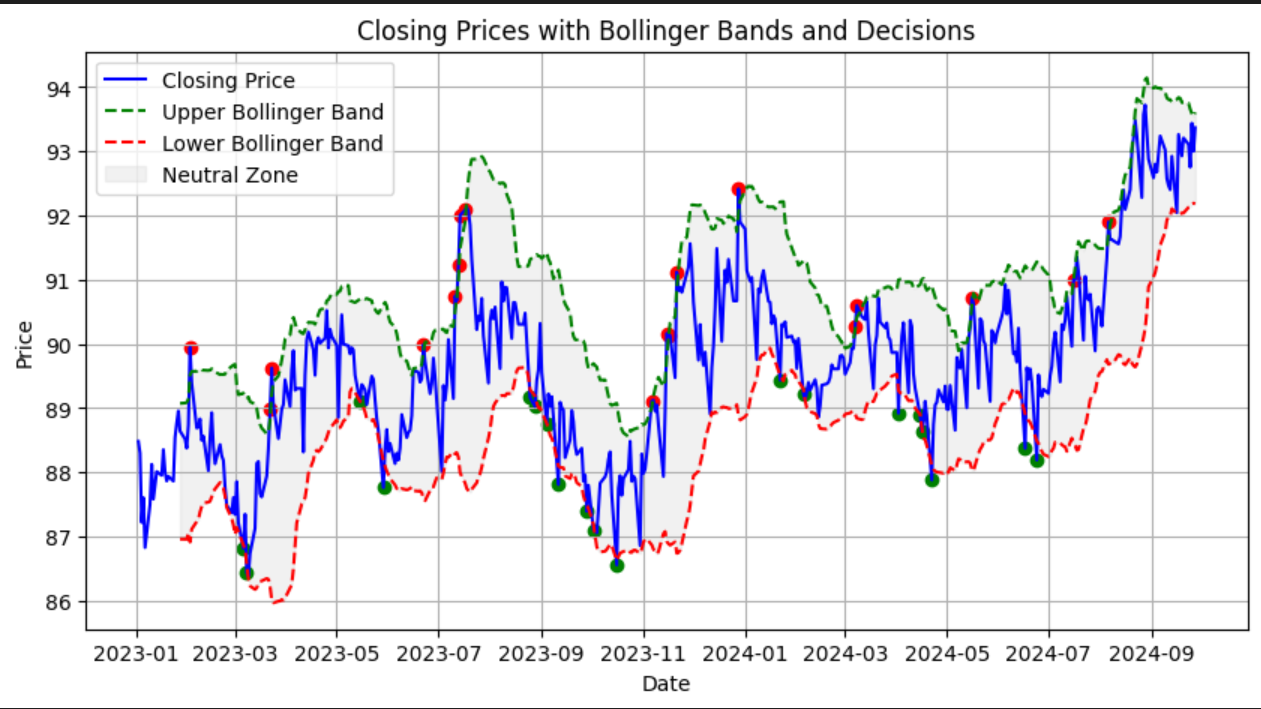 Closing Prices with Bollinger Bands and Decisions
Closing Price
Upper Bollinger Band
Lower Bollinger Band
Neutral Zone
94
93
92
91
90
89
88
87
86
Price
2023-01 2023-03 2023-05 2023-07 2023-09 2023-11 2024-01 2024-03 2024-05 2024-07 2024-09
Date